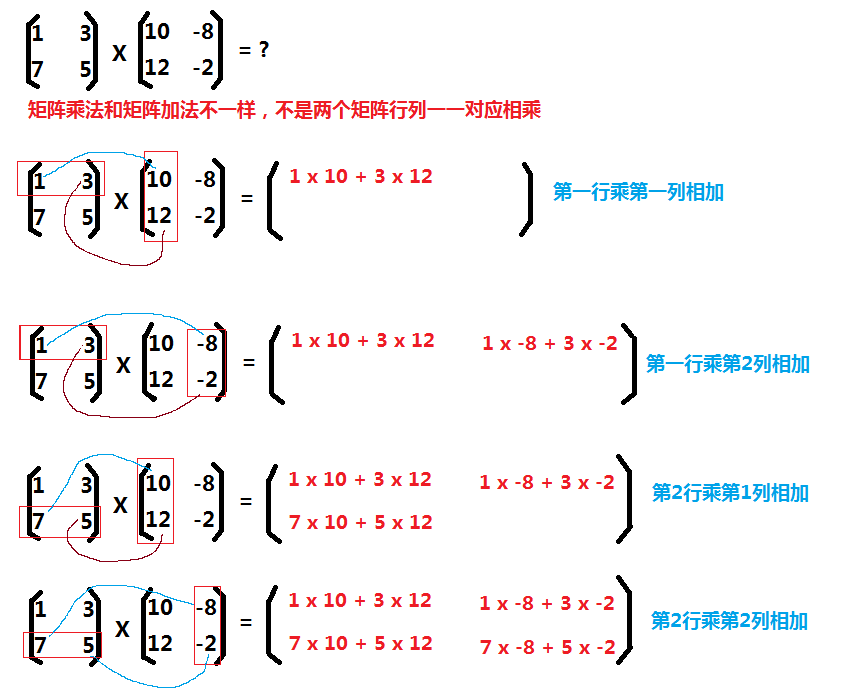 1 3 X 10 -8 = ?
7 5 12 -2
矩阵乘法和矩阵加法不一样，不是两个矩阵行列一一对应相乘
1 3 X 10 -8 = 1 x 10 + 3 x 12 第一行乘第一列相加
7 5 12 -2
1 3 X 10 -8 = 1 x 10 + 3 x 12 1 x -8 + 3 x -2 第一行乘第2列相加
7 5 12 -2
1 3 X 10 -8 = 1 x 10 + 3 x 12 1 x -8 + 3 x -2 第2行乘第1列相加
7 5 12 -2 7 x 10 + 5 x 12
1 3 X 10 -8 = 1 x 10 + 3 x 12 1 x -8 + 3 x -2 第2行乘第2列相加
7 5 12 -2 7 x 10 + 5 x 12 7 x -8 + 5 x -2